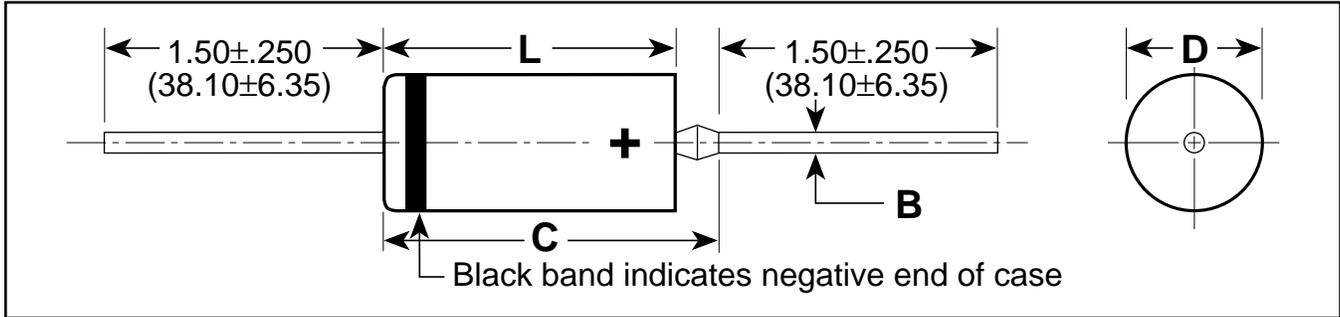 1.50±.250
(38.10±6.35)
L
1.50±.250
(38.10±6.35)
D
+
B
C
Black band indicates negative end of case